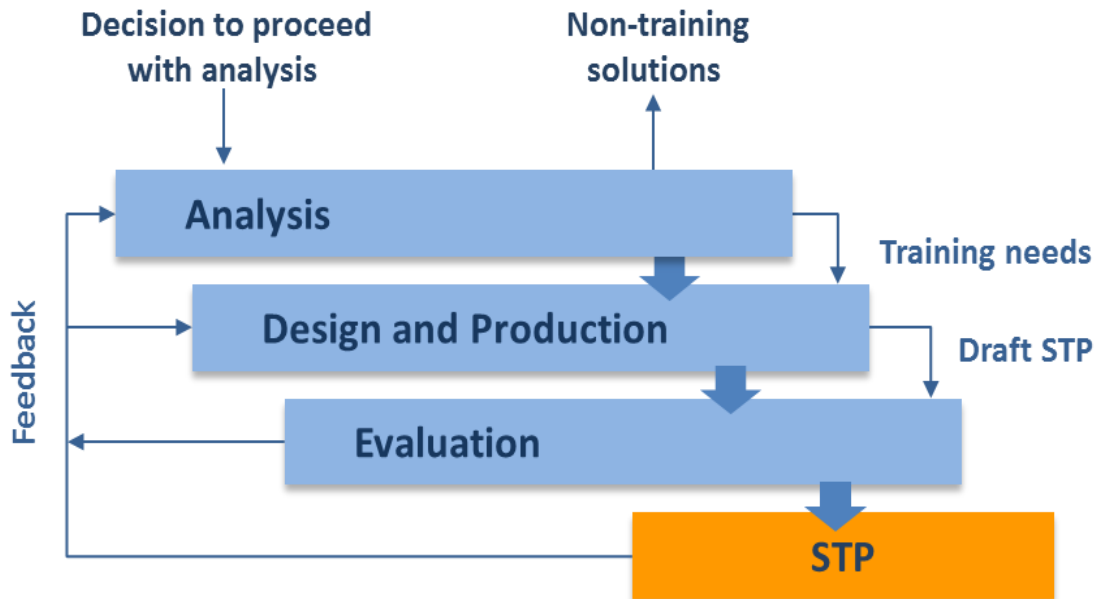 Decision to proceed
with analysis
Non-training
solutions
Analysis
Training needs
Design and Production
Draft STP
Feedback
Evaluation
STP